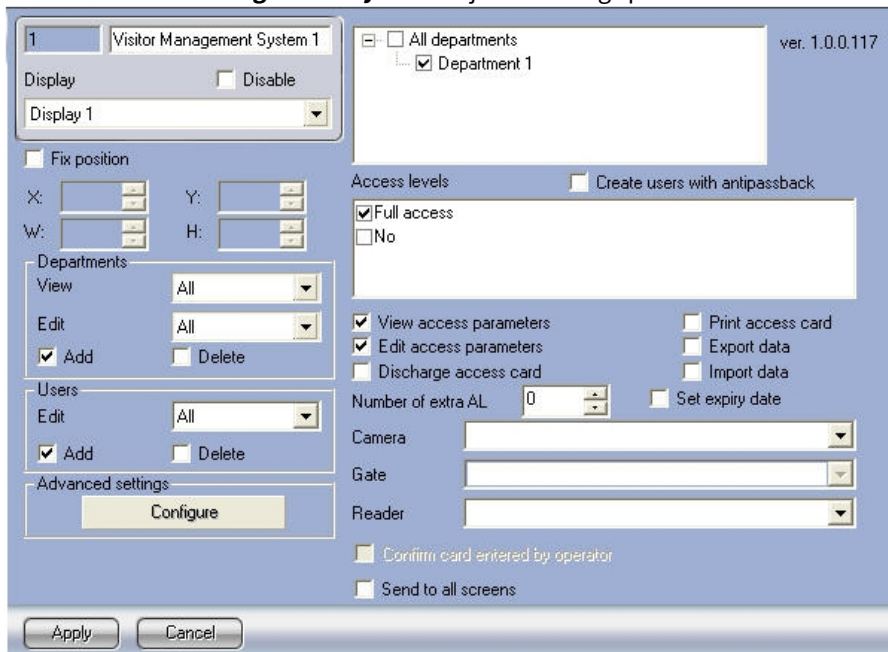 1
Visitor Management System 1
Display
Disable
Display 1
Fix position
X:
Y:
W:
H:
Departments
View
All
Edit
All
Add
Delete
Users
Edit
All
Add
Delete
Advanced settings
Configure
All departments
Department 1
ver. 1.0.0.117
Access levels
Create users with antipassback
Full access
No
View access parameters
Print access card
Edit access parameters
Export data
Discharge access card
Import data
Number of extra AL
0
Set expiry date
Camera
Gate
Reader
Confirm card entered by operator
Send to all screens
Apply
Cancel